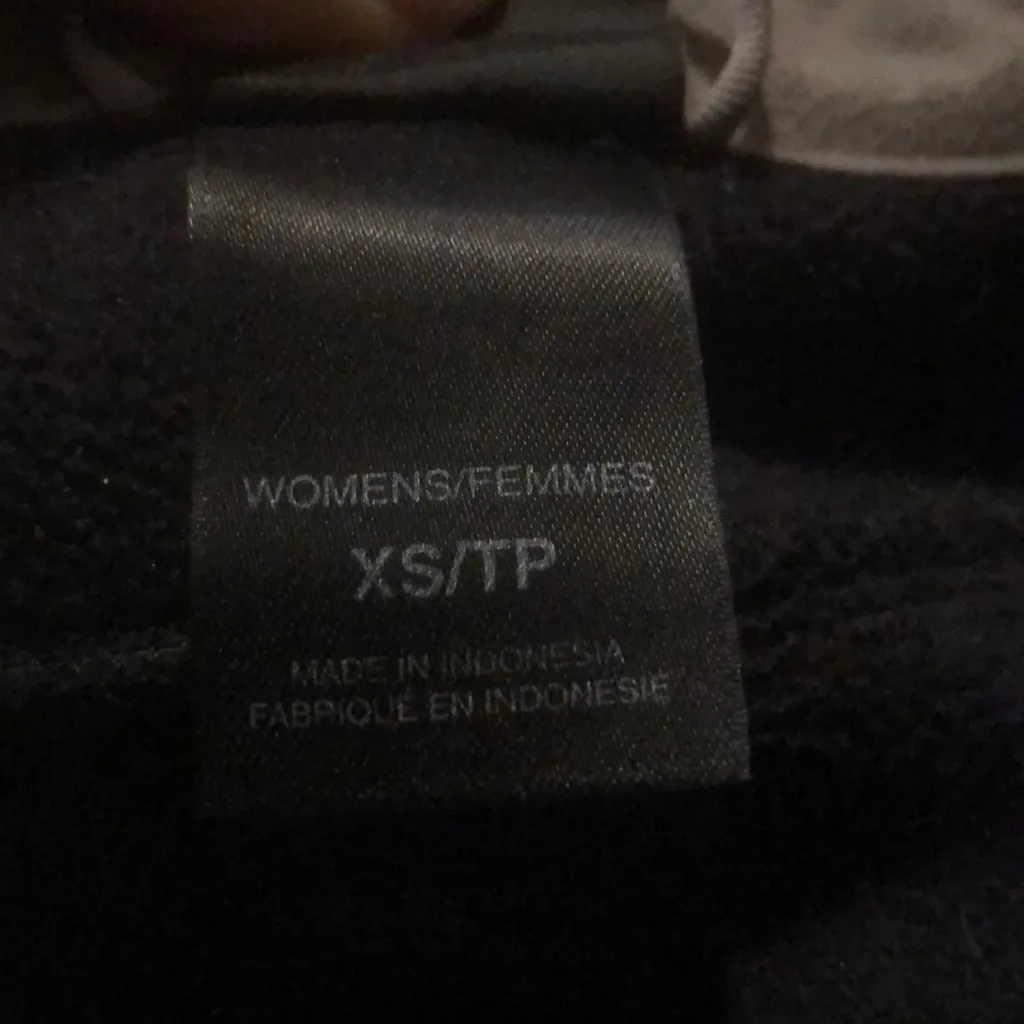 WOMENS/FEMMES
XS/TP
MADE IN INDONESIA
FABRIQUÉ EN INDONESIE